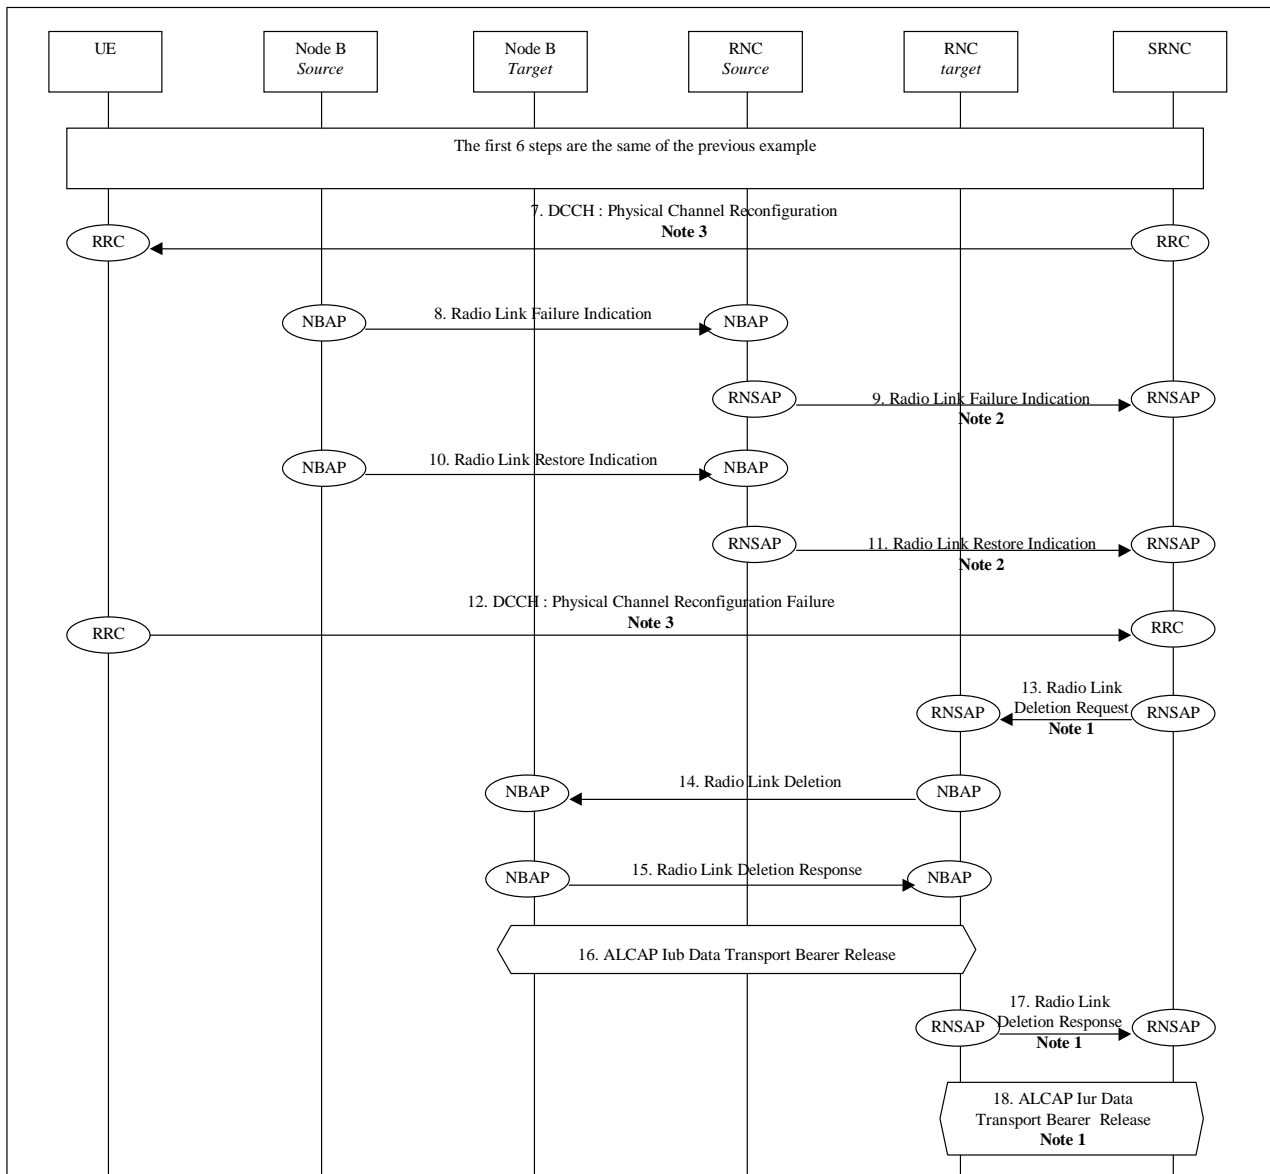 UE
Node B
Source
Node B
Target
RNC
Source
RNC
target
SRNC
The first 6 steps are the same of the previous example
7. DCCH : Physical Channel Reconfiguration
Note 3
RRC
RRC
NBAP
8. Radio Link Failure Indication
NBAP
RNSAP
9. Radio Link Failure Indication
Note 2
RNSAP
NBAP
10. Radio Link Restore Indication
NBAP
RNSAP
11. Radio Link Restore Indication
Note 2
RNSAP
12. DCCH : Physical Channel Reconfiguration Failure
Note 3
RRC
RRC
13. Radio Link
Deletion Request
Note 1
RNSAP
RNSAP
NBAP
14. Radio Link Deletion
NBAP
NBAP
15. Radio Link Deletion Response
NBAP
16. ALCAP Iub Data Transport Bearer Release
17. Radio Link
Deletion Response
Note 1
RNSAP
RNSAP
18. ALCAP Iur Data
Transport Bearer Release
Note 1